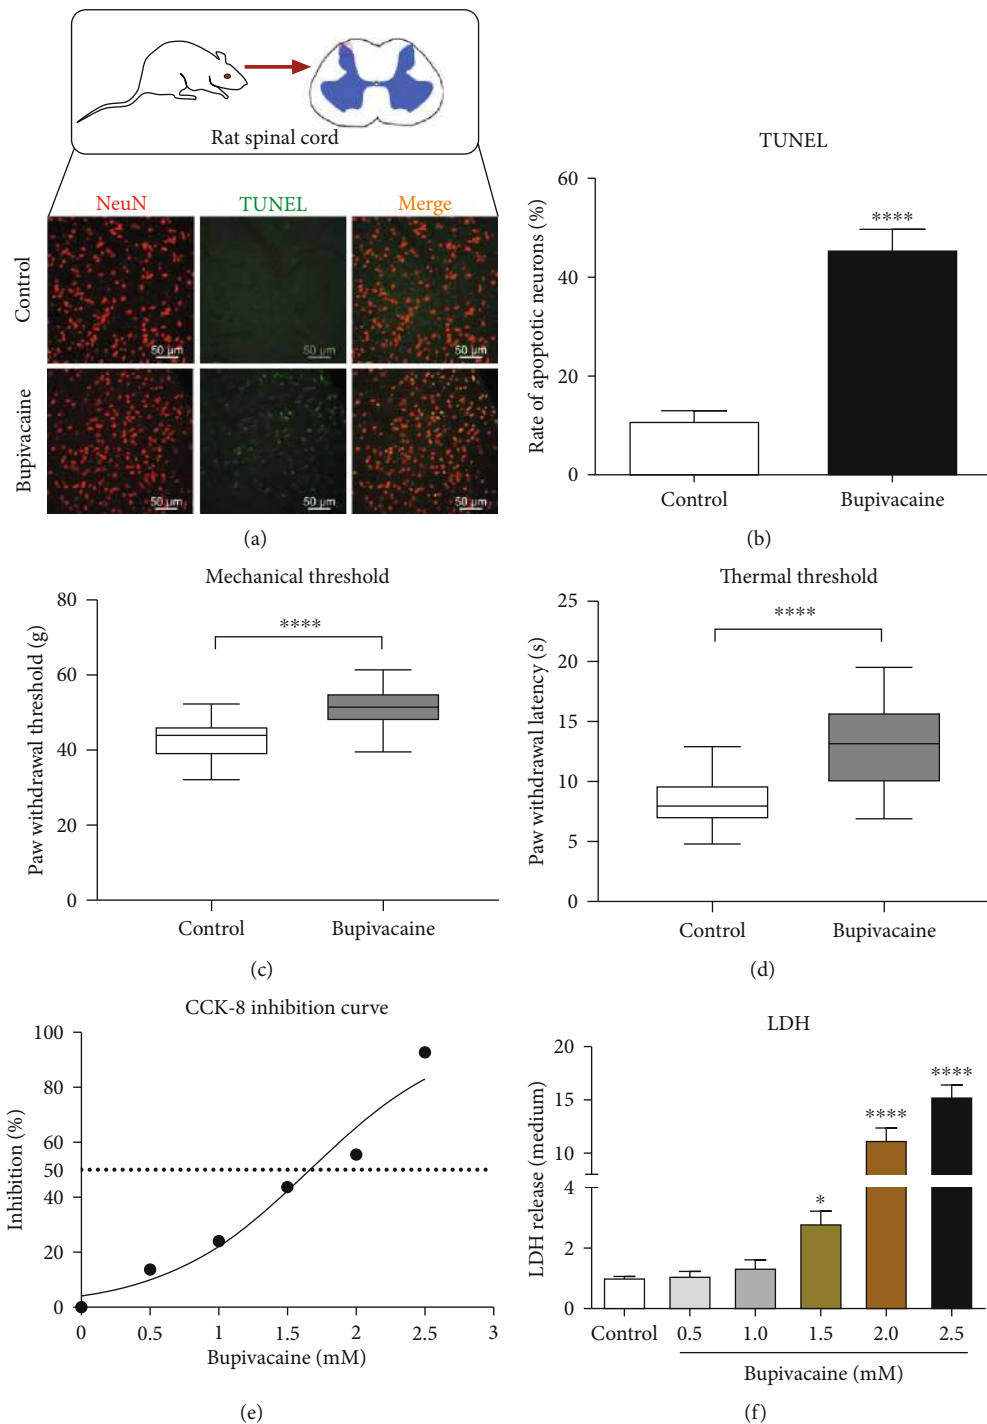 Rat spinal cord
NeuN TUNEL Merge
Control
50 µm 50 µm 50 µm
Bupivacaine
50 µm 50 µm 50 µm
(a)
TUNEL
Rate of apoptotic neurons (%)
60
40
20
0
****
Control Bupivacaine
(b)
Mechanical threshold
Paw withdrawal threshold (g)
80
60
40
20
0
****
Control Bupivacaine
(c)
Thermal threshold
Paw withdrawal latency (s)
25
20
15
10
5
0
****
Control Bupivacaine
(d)
CCK-8 inhibition curve
Inhibition (%)
100
80
60
50
40
20
0
0 0.5 1 1.5 2 2.5 3
Bupivacaine (mM)
(e)
LDH
LDH release (medium)
20
15
10
4
2
0
* **** ****
Control 0.5 1.0 1.5 2.0 2.5
Bupivacaine (mM)
(f)